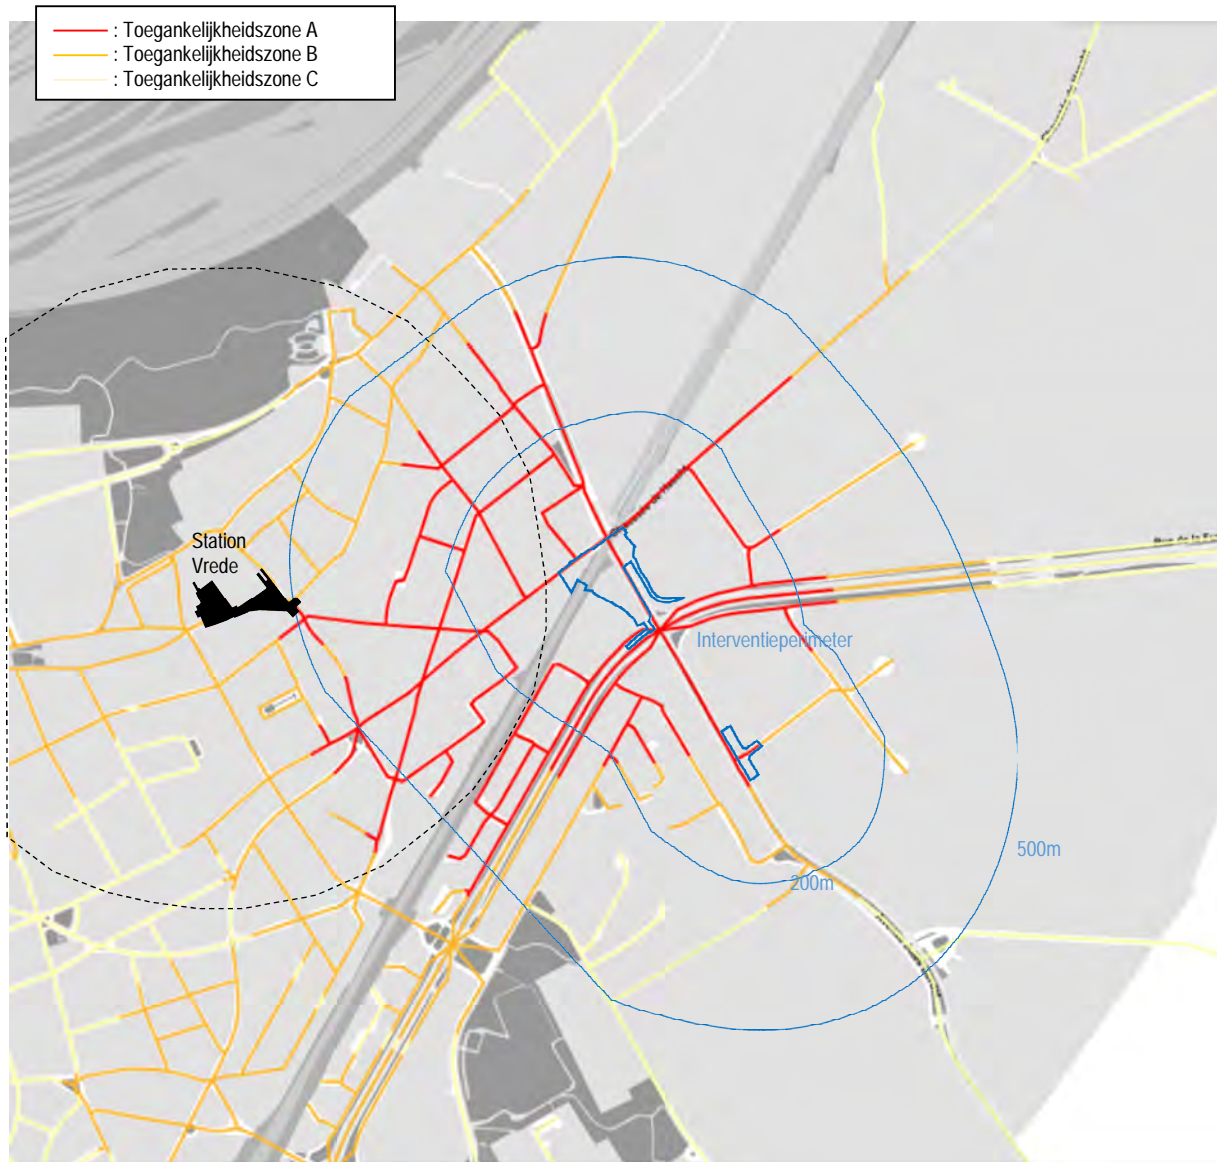 : Toegankelijkheidszone A
: Toegankelijkheidszone B
: Toegankelijkheidszone C
Station
Vrede
Interventieperimeter
500m
200m